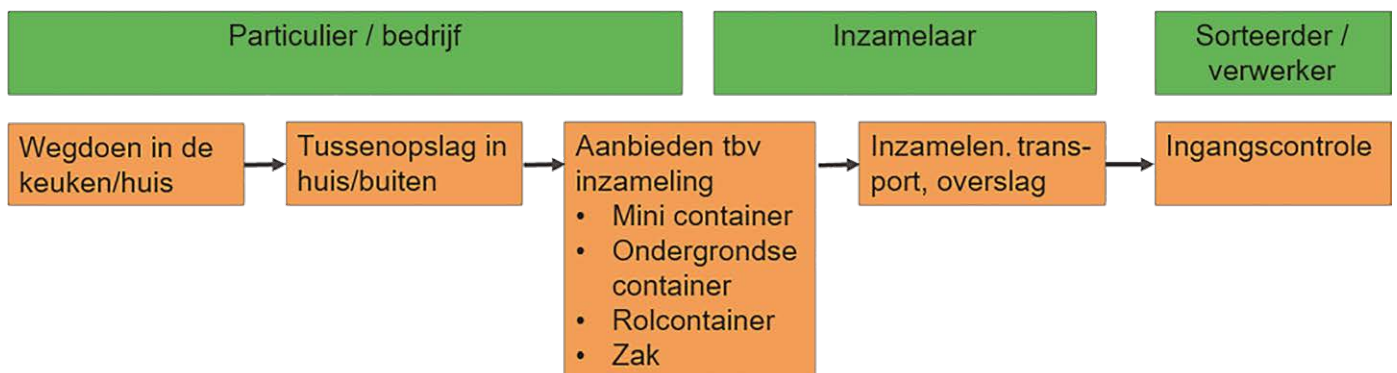 Particulier / bedrijf
Inzamelaar
Sorteerder /
verwerker
Wegdoen in de
keuken/huis
Tussenopslag in
huis/buiten
Aanbieden tbv
inzameling
• Mini container
• Ondergrondse
container
• Rolcontainer
• Zak
Inzamelen. trans-
port, overslag
Ingangscontrole